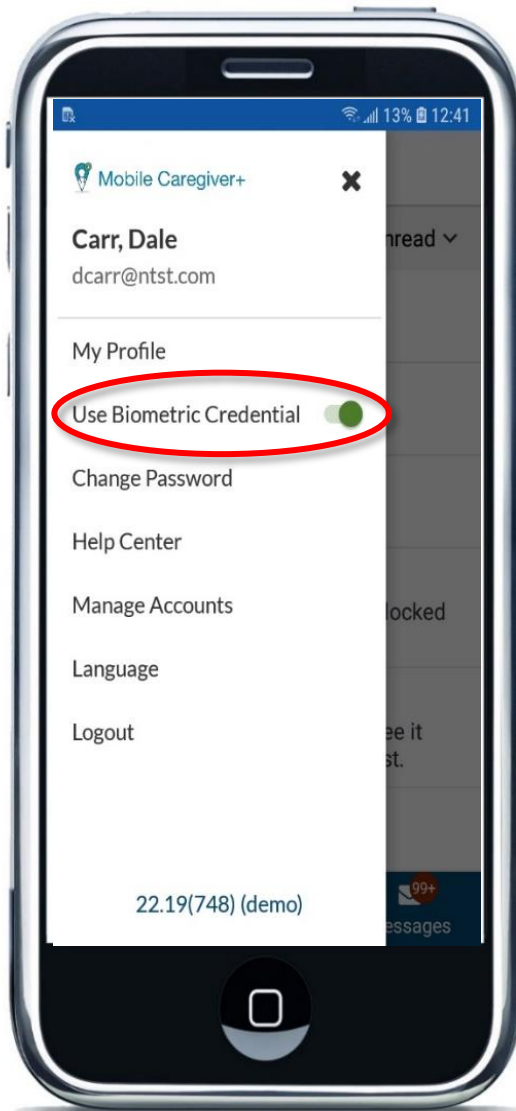 13% 12:41
Mobile Caregiver+
Carr, Dale
nread
dcarr@ntst.com
My Profile
Use Biometric Credential
Change Password
Help Center
Manage Accounts
locked
Language
Logout
ee it
st.
22.19(748) (demo)
99+
essages